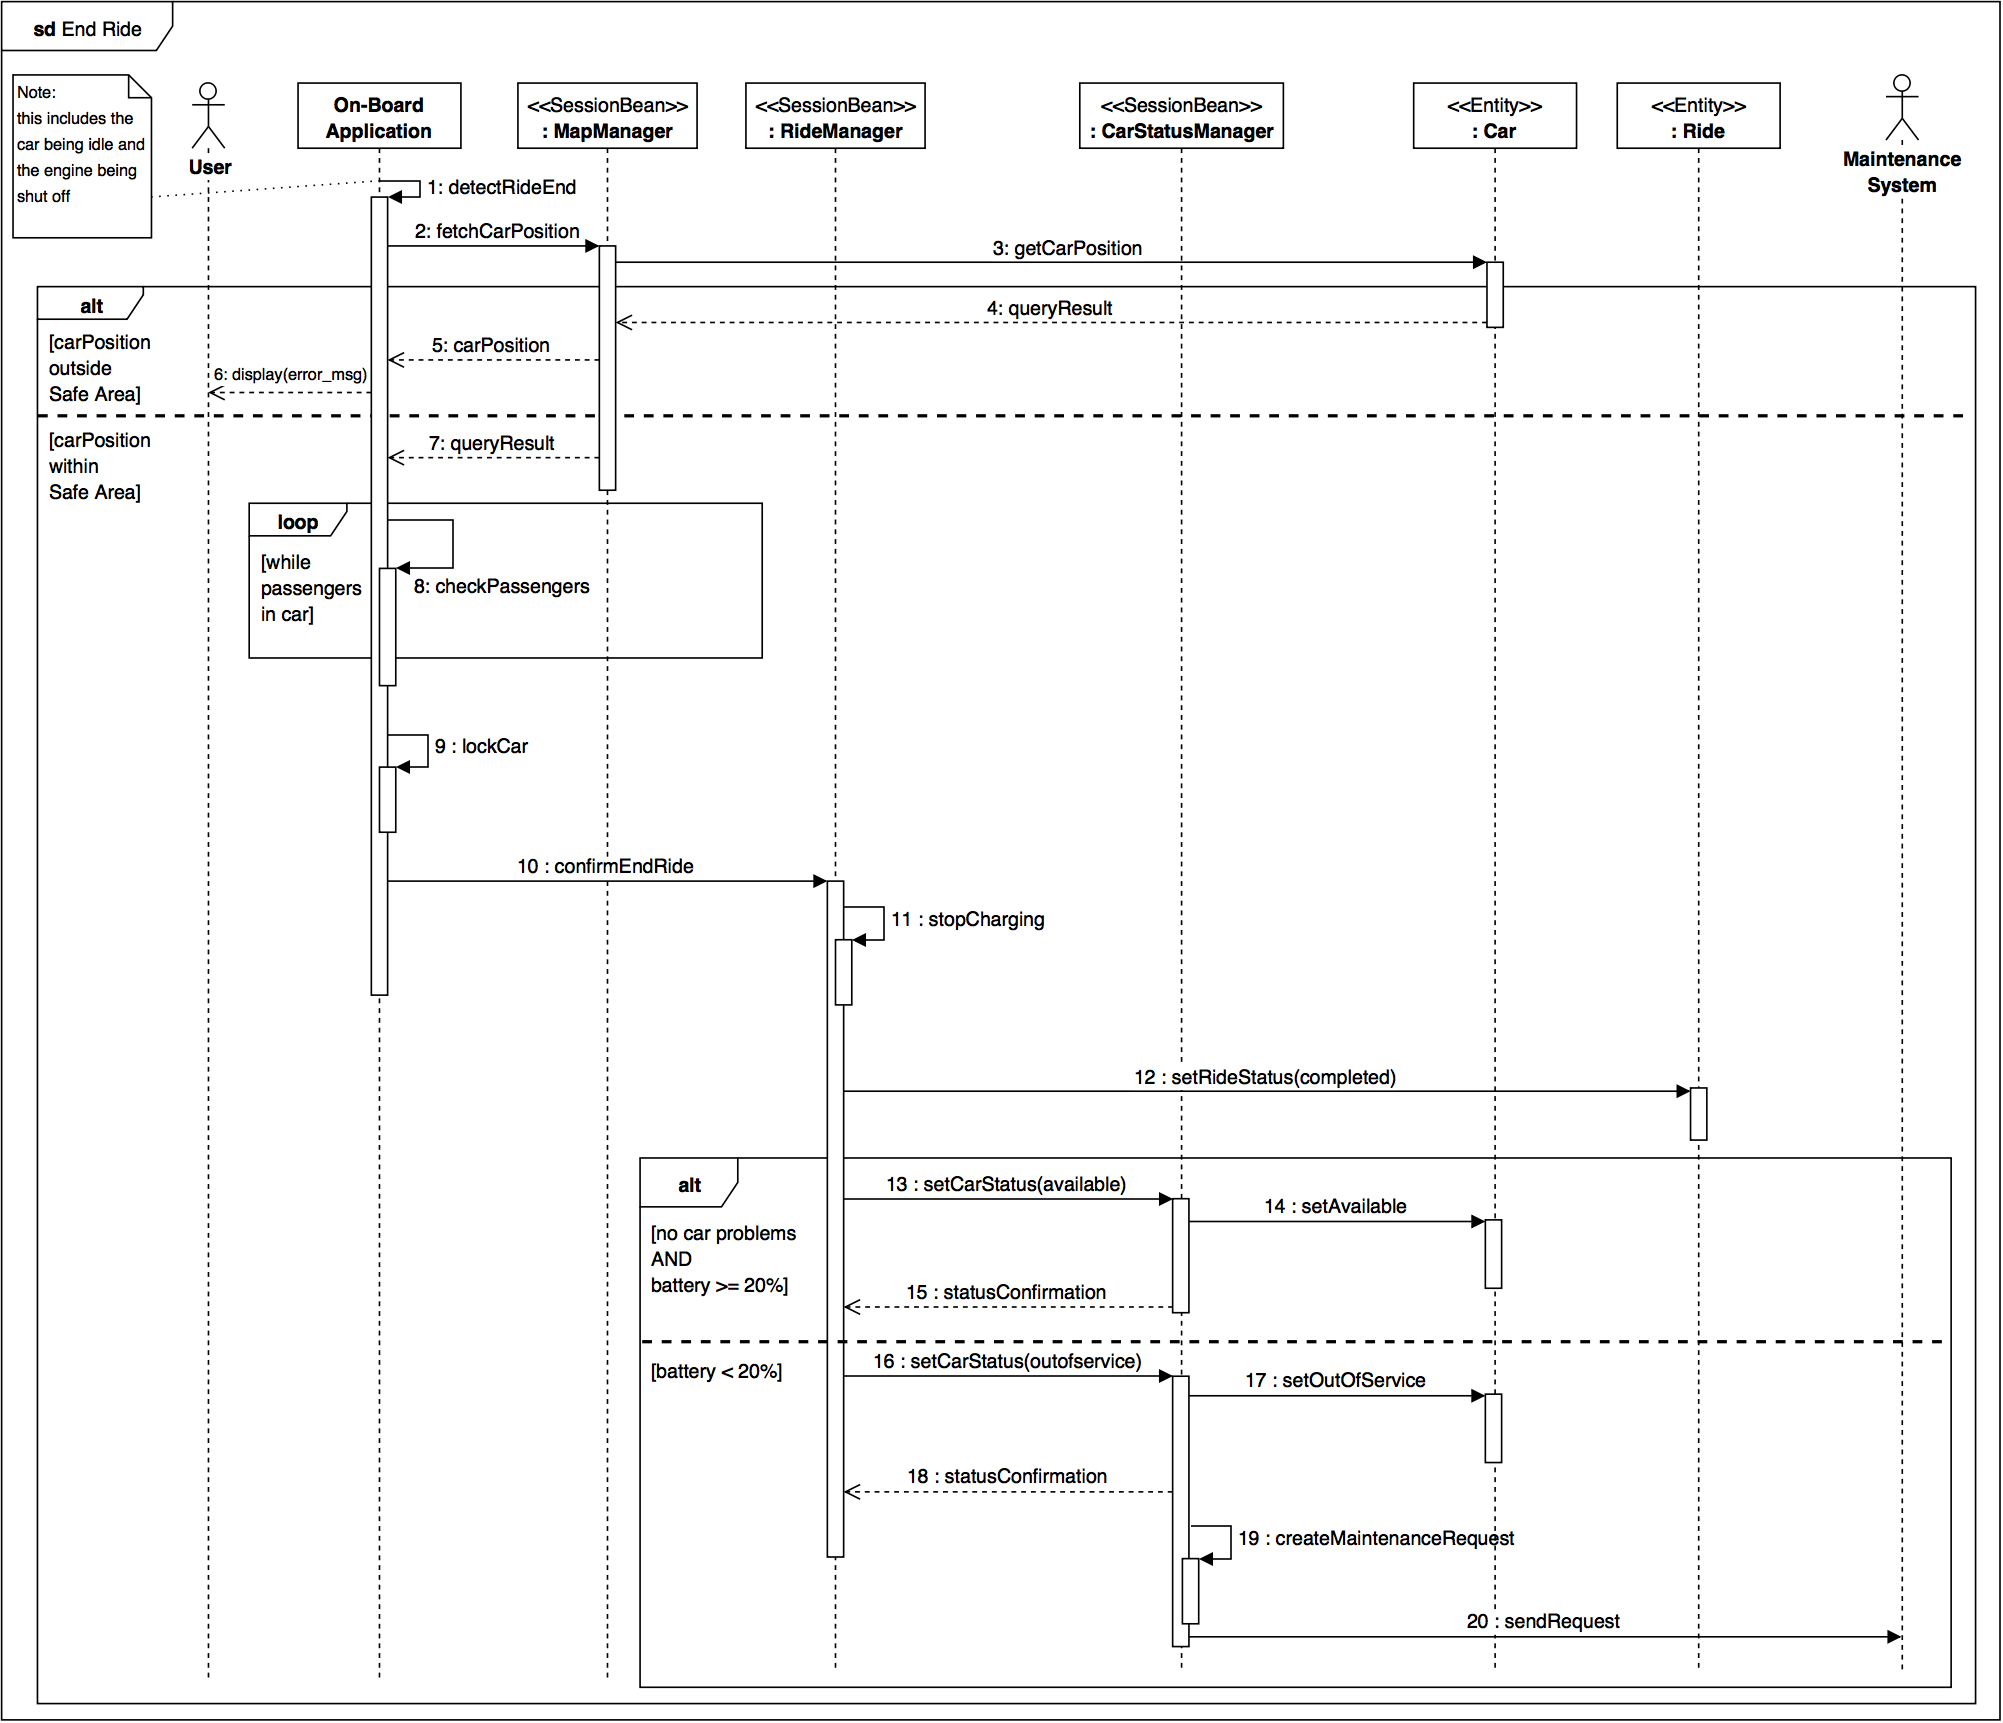 sd End Ride
Note:
this includes the
car being idle and
the engine being
shut off
User
On-Board
Application
<<SessionBean>>
: MapManager
<<SessionBean>>
: RideManager
<<SessionBean>>
: CarStatusManager
<<Entity>>
: Car
<<Entity>>
: Ride
Maintenance
System
1: detectRideEnd
2: fetchCarPosition
3: getCarPosition
alt
[carPosition
outside
Safe Area]
4: queryResult
5: carPosition
6: display(error_msg)
[carPosition
within
Safe Area]
7: queryResult
loop
[while
passengers
in car]
8: checkPassengers
9 : lockCar
10 : confirmEndRide
11 : stopCharging
12 : setRideStatus(completed)
alt
[no car problems
AND
battery >= 20%]
13 : setCarStatus(available)
14 : setAvailable
15 : statusConfirmation
[battery < 20%]
16 : setCarStatus(outofservice)
17 : setOutOfService
18 : statusConfirmation
19 : createMaintenanceRequest
20 : sendRequest